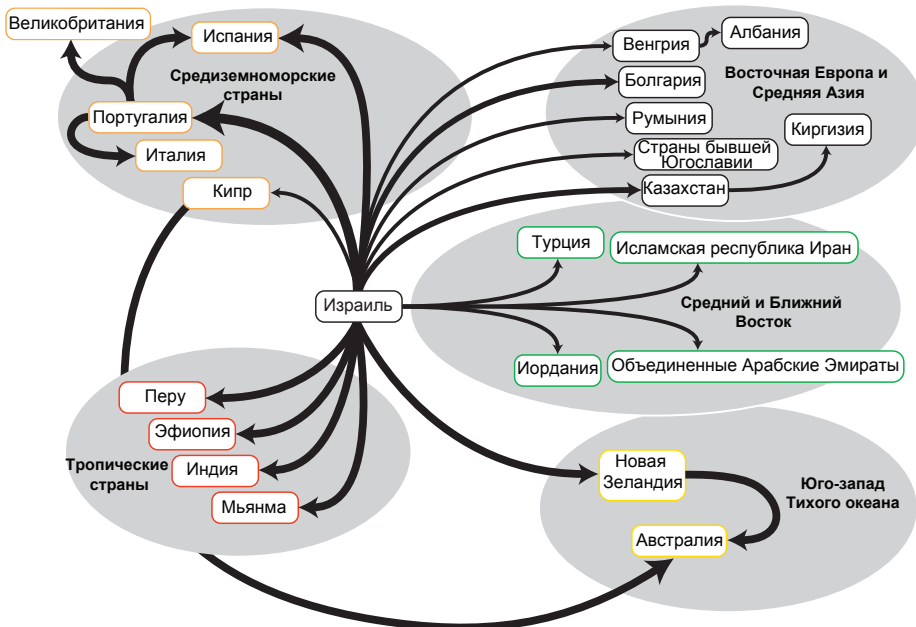 Великобритания
Испания
Средиземноморские
страны
Португалия
Италия
Кипр
Венгрия
Албания
Болгария
Восточная Европа и
Средняя Азия
Румыния
Киргизия
Страны бывшей
Югославии
Казахстан
Турция
Исламская республика Иран
Израиль
Средний и Ближний
Восток
Иордания
Объединенные Арабские Эмираты
Перу
Эфиопия
Тропические
страны
Индия
Мьянма
Новая
Зеландия
Юго-запад
Тихого океана
Австралия